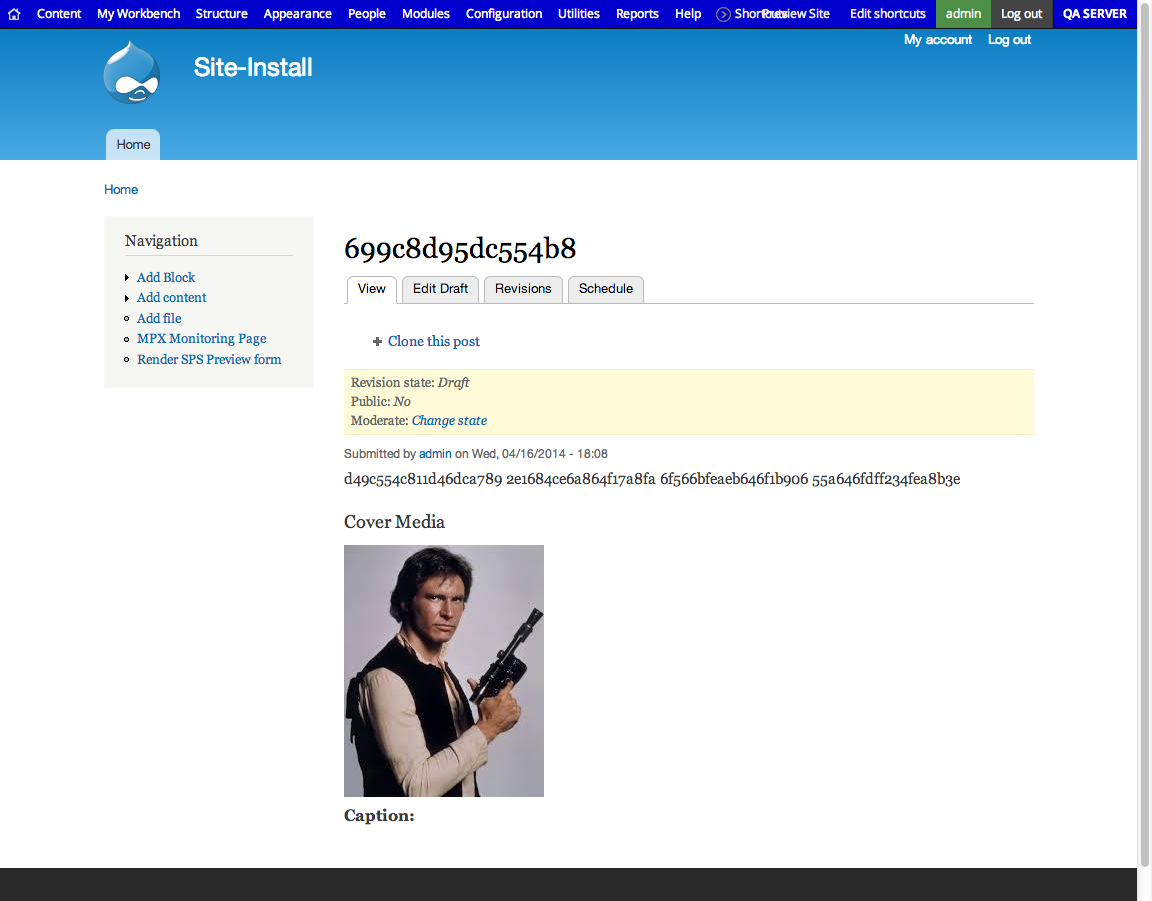 Content My Workbench Structure Appearance People Modules Configuration Utilities Reports Help Shortcuts Preview Site Edit shortcuts admin Log out QA SERVER
My account Log out
Site-Install
Home
Home
Navigation
Add Block
Add content
Add file
MPX Monitoring Page
Render SPS Preview form
699c8d95dc554b8
View Edit Draft Revisions Schedule
Clone this post
Revision state: Draft
Public: No
Moderate: Change state
Submitted by admin on Wed, 04/16/2014 - 18:08
d49c554c811d46dca789 2e1684ce6a864f17a8fa 6f566bfeaeb646f1b906 55a646fdff234fea8b3e
Cover Media
Caption: